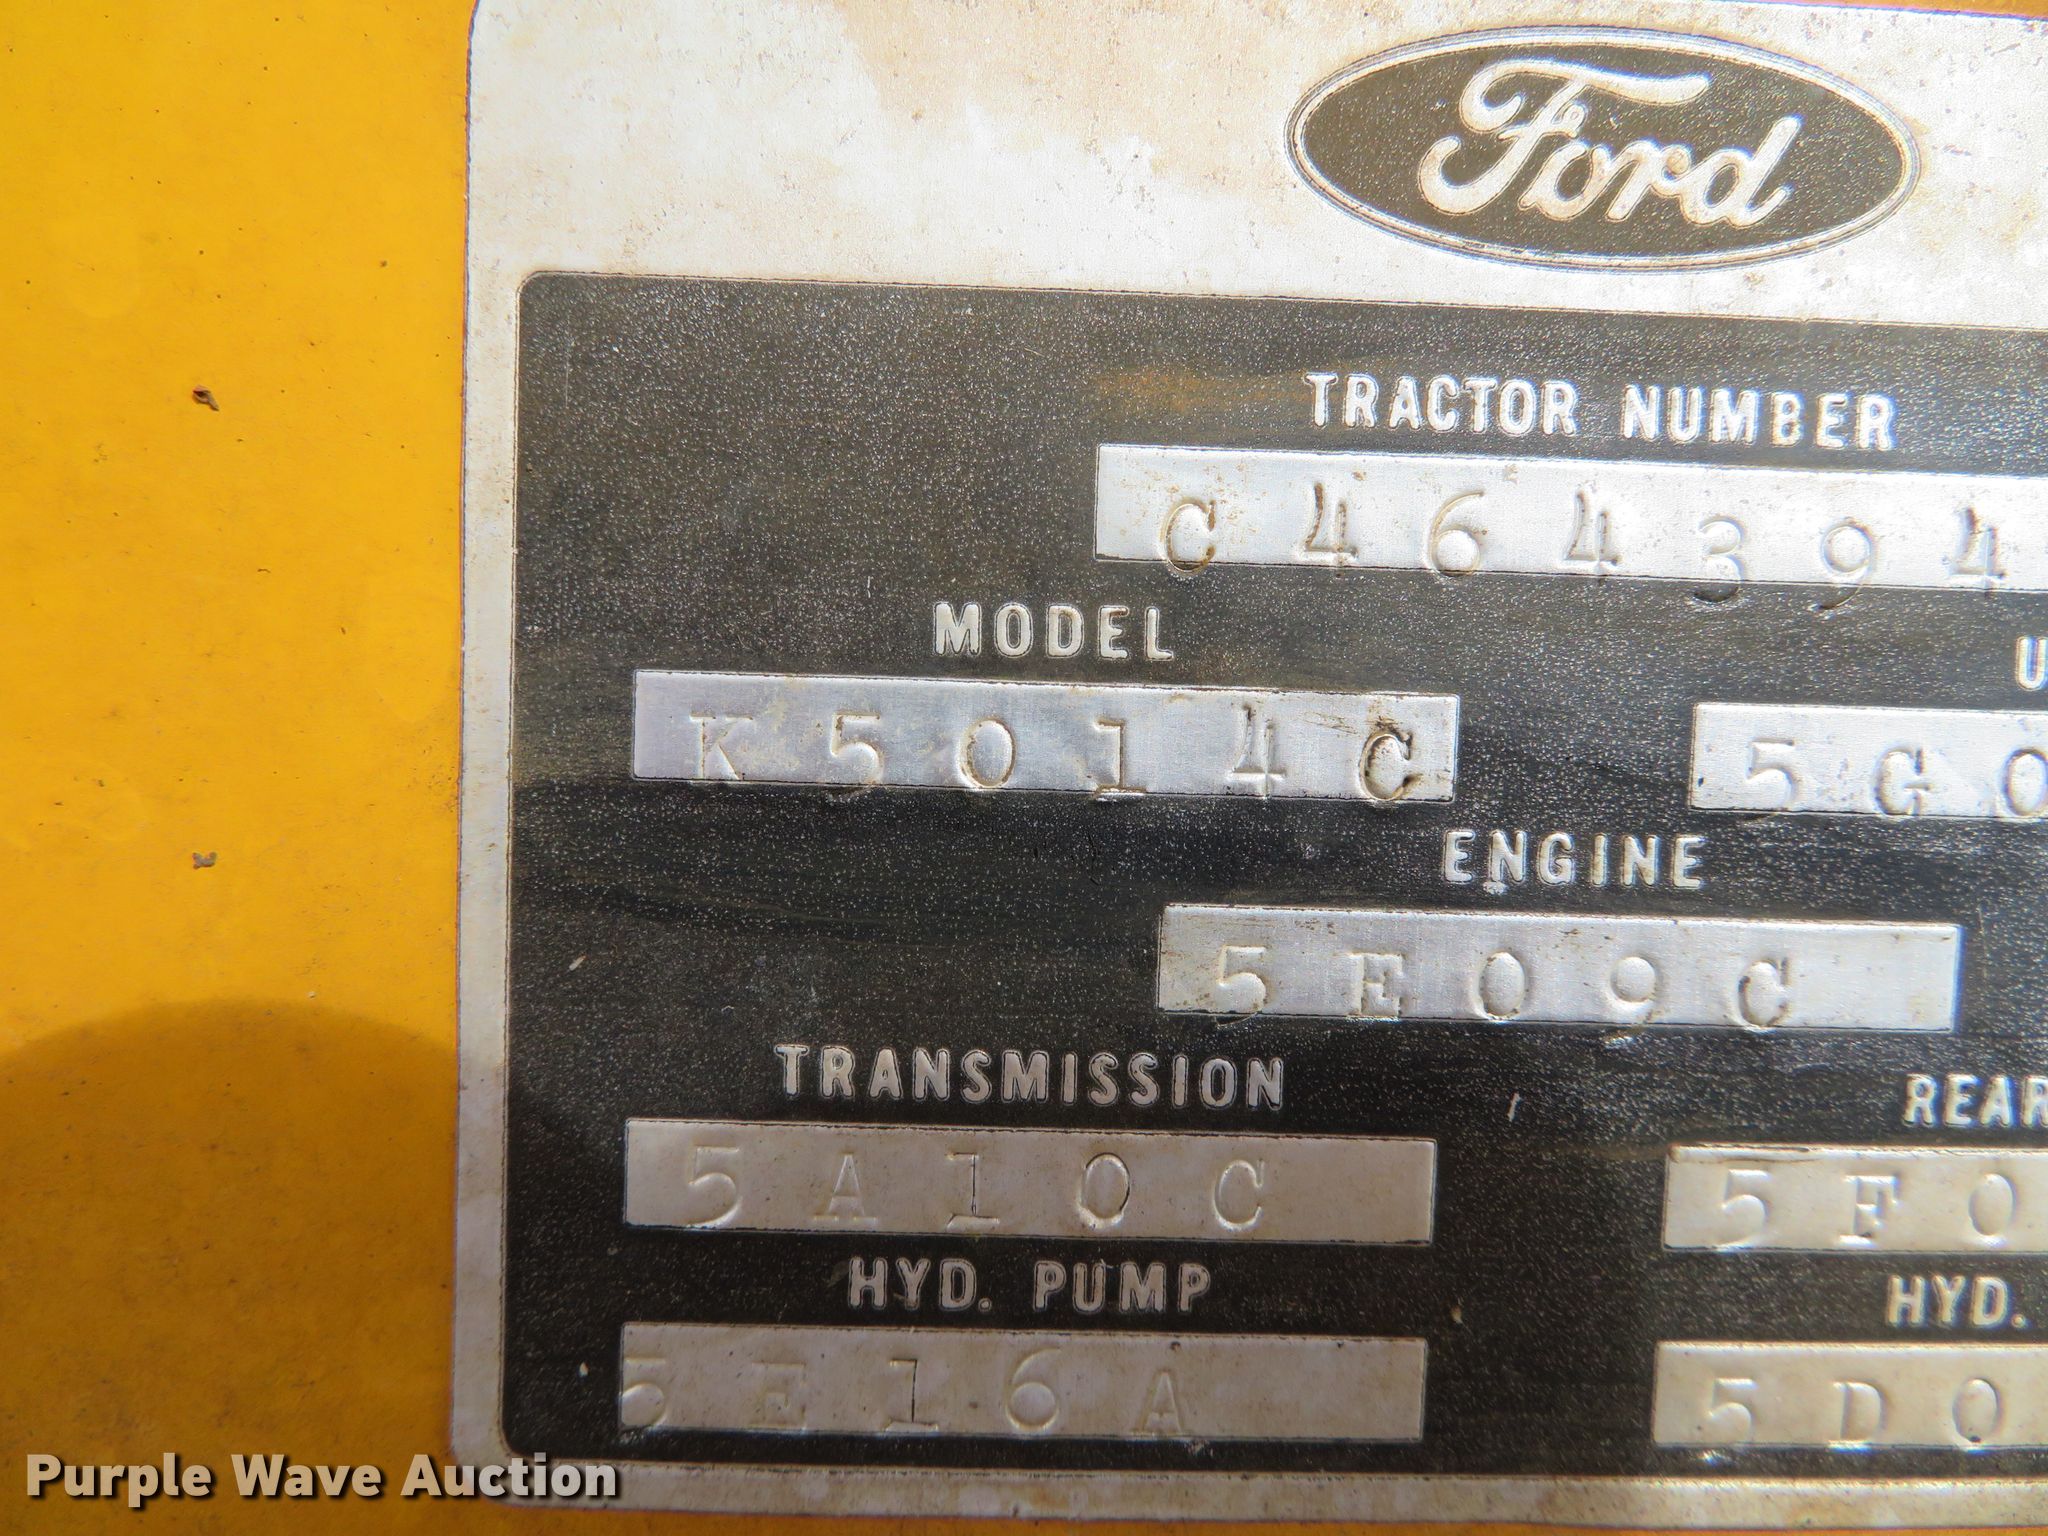 Ford
TRACTOR NUMBER
C464394
MODEL
U
K5014C
5G0
ENGINE
5E09C
TRANSMISSION
REAR
5A10C
5F0
HYD. PUMP
HYD.
5E16A
5D0
Purple Wave Auction